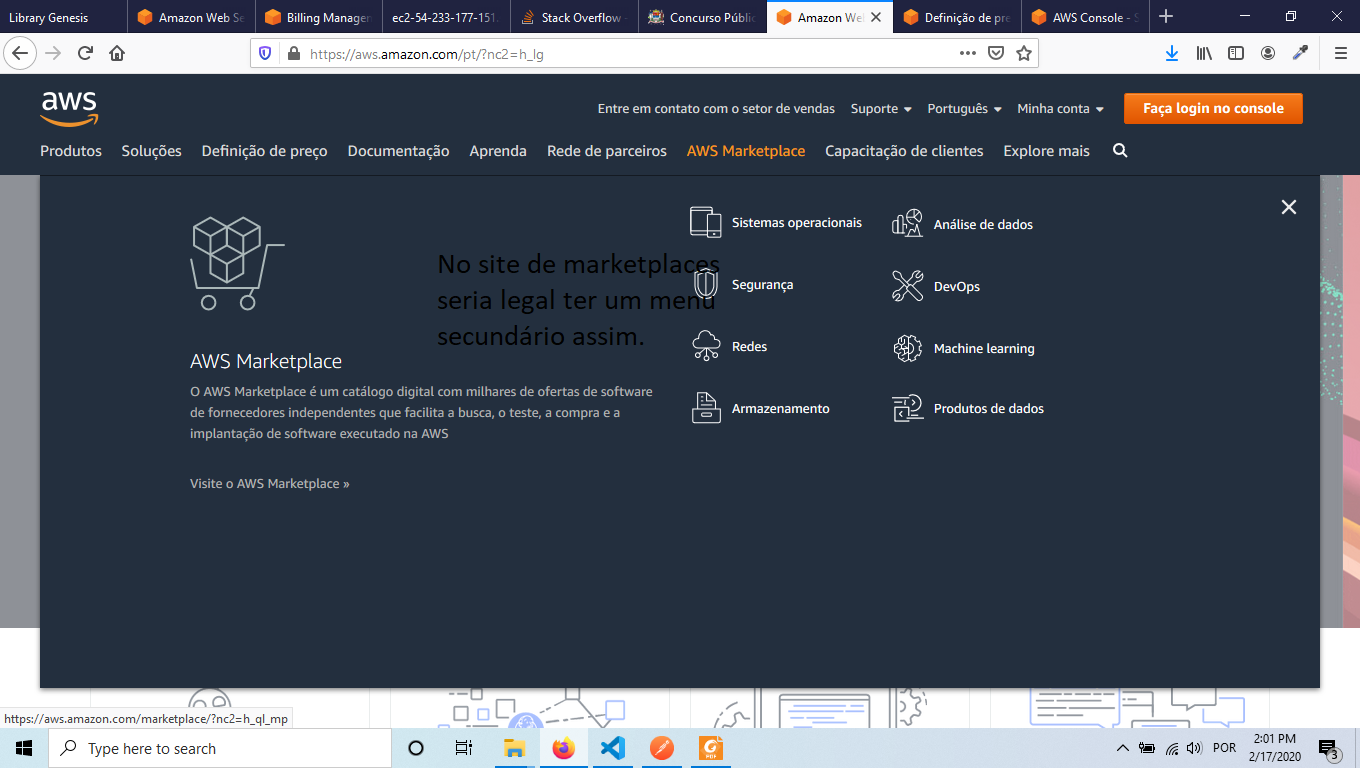 Library Genesis
Amazon Web Se
Billing Managen
ec2-54-233-177-151.
Stack Overflow -
Concurso Públic
Amazon Web
Definição de pre
AWS Console - S
https://aws.amazon.com/pt/?nc2=h_lg
aws
Entre em contato com o setor de vendas
Suporte
Português
Minha conta
Faça login no console
Produtos
Soluções
Definição de preço
Documentação
Aprenda
Rede de parceiros
AWS Marketplace
Capacitação de clientes
Explore mais
No site de marketplaces
seria legal ter um menu
secundário assim.
AWS Marketplace
O AWS Marketplace é um catálogo digital com milhares de ofertas de software
de fornecedores independentes que facilita a busca, o teste, a compra e a
implantação de software executado na AWS
Visite o AWS Marketplace »
Sistemas operacionais
Análise de dados
Segurança
DevOps
Redes
Machine learning
Armazenamento
Produtos de dados
https://aws.amazon.com/marketplace/?nc2=h_ql_mp
Type here to search
PDF
POR
2:01 PM
2/17/2020
3